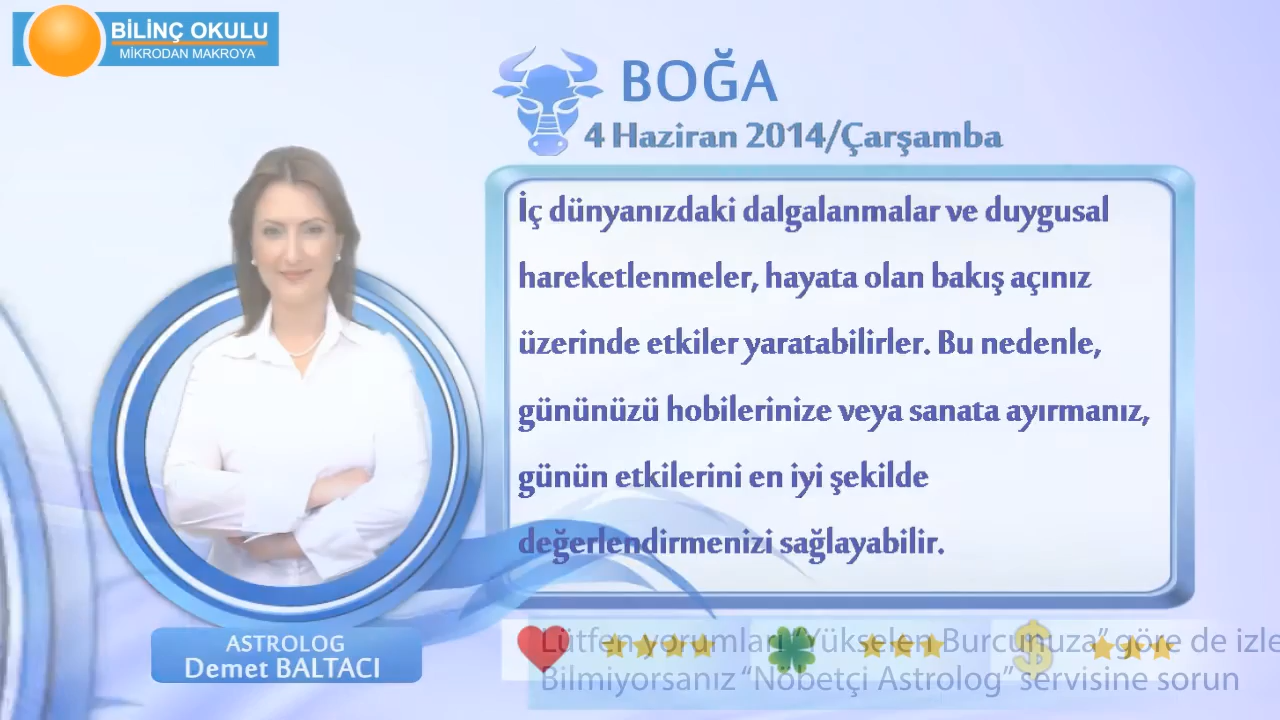 BİLİNÇ OKULU
MİKRODAN MAKROYA
BOĞA
4 Haziran 2014/Çarşamba
İç dünyanızdaki dalgalanmalar ve duygusal
hareketlenmeler, hayata olan bakış açınız
üzerinde etkiler yaratabilirler. Bu nedenle,
gününüzü hobilerinize veya sanata ayırmanız,
günün etkilerini en iyi şekilde
değerlendirmenizi sağlayabilir.
ASTROLOG
Demet BALTACI
Lütfen yorumları "Yükselen Burcunuza" göre de izle
Bilmiyorsanız "Nöbetçi Astrolog" servisine sorun